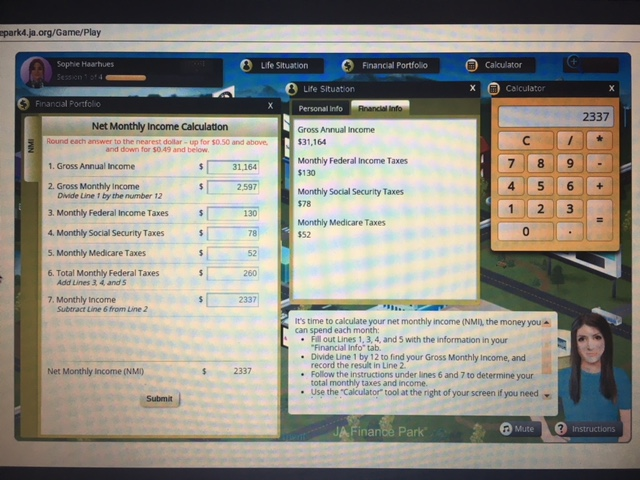 epark4.ja.org/Game/Play
Sophie Haarhues
Session 1 of 4
Life Situation
Financial Portfolio
Calculator
Financial Portfolio
X
NMI
Net Monthly Income Calculation
Round each answer to the nearest dollar - up for $0.50 and above,
and down for $0.49 and below.
1. Gross Annual Income $ 31,164
2. Gross Monthly Income $ 2,597
Divide Line 1 by the number 12
3. Monthly Federal Income Taxes $ 130
4. Monthly Social Security Taxes $ 78
5. Monthly Medicare Taxes $ 52
6. Total Monthly Federal Taxes $ 260
Add Lines 3, 4, and 5
7. Monthly Income $ 2337
Subtract Line 6 from Line 2
Net Monthly Income (NMI) $ 2337
Submit
Life Situation
X
Personal Info
Financial Info
Gross Annual Income
$31,164
Monthly Federal Income Taxes
$130
Monthly Social Security Taxes
$78
Monthly Medicare Taxes
$52
Calculator
X
2337
C / *
7 8 9 -
4 5 6 +
1 2 3 =
0 .
It's time to calculate your net monthly income (NMI), the money you
can spend each month:
• Fill out Lines 1, 3, 4, and 5 with the information in your
"Financial Info" tab.
• Divide Line 1 by 12 to find your Gross Monthly Income, and
record the result in Line 2.
• Follow the instructions under lines 6 and 7 to determine your
total monthly taxes and income.
• Use the "Calculator" tool at the right of your screen if you need
JA Finance Park
Mute
? Instructions